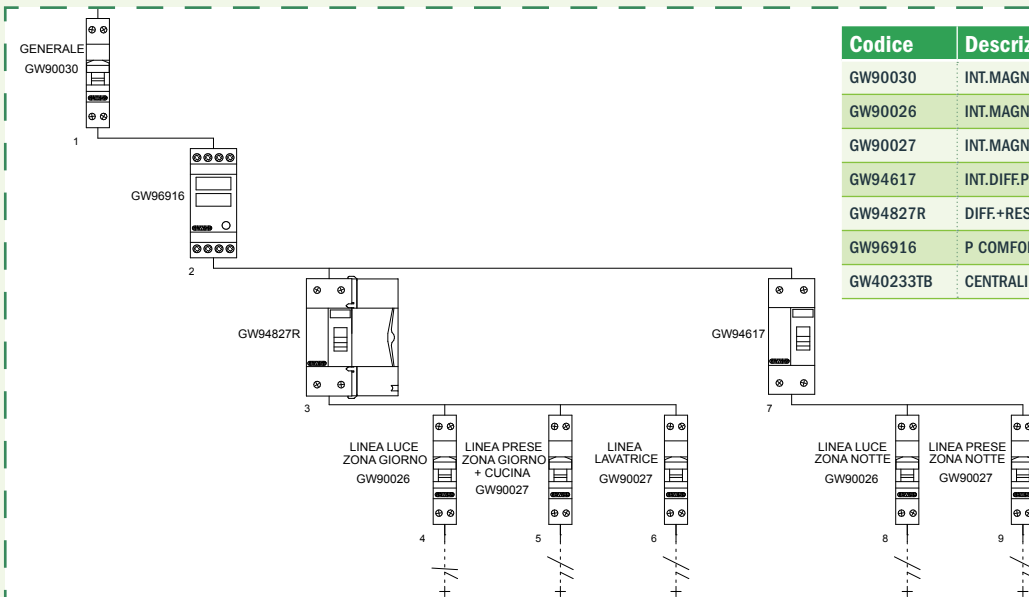 GENERALE
GW90030
1
GW96916
2
GW94827R
3
GW94617
7
LINEA LUCE
ZONA GIORNO
GW90026
4
LINEA PRESE
ZONA GIORNO
+ CUCINA
GW90027
5
LINEA
LAVATRICE
GW90027
6
LINEA LUCE
ZONA NOTTE
GW90026
8
LINEA PRESE
ZONA NOTTE
GW90027
9
Codice Descriz
GW90030 INT.MAGN
GW90026 INT.MAGN
GW90027 INT.MAGN
GW94617 INT.DIFF.P
GW94827R DIFF.+RES
GW96916 P COMFO
GW40233TB CENTRALI